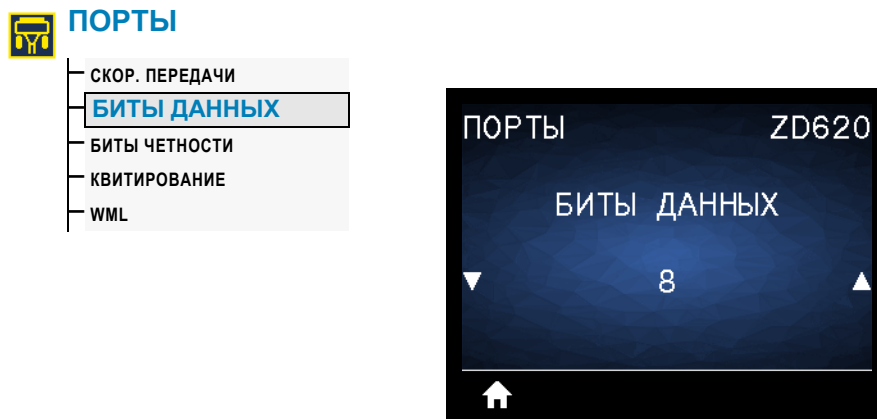 ПОРТЫ
СКОР. ПЕРЕДАЧИ
БИТЫ ДАННЫХ
БИТЫ ЧЕТНОСТИ
КВИТИРОВАНИЕ
WML
ПОРТЫ ZD620
БИТЫ ДАННЫХ
8